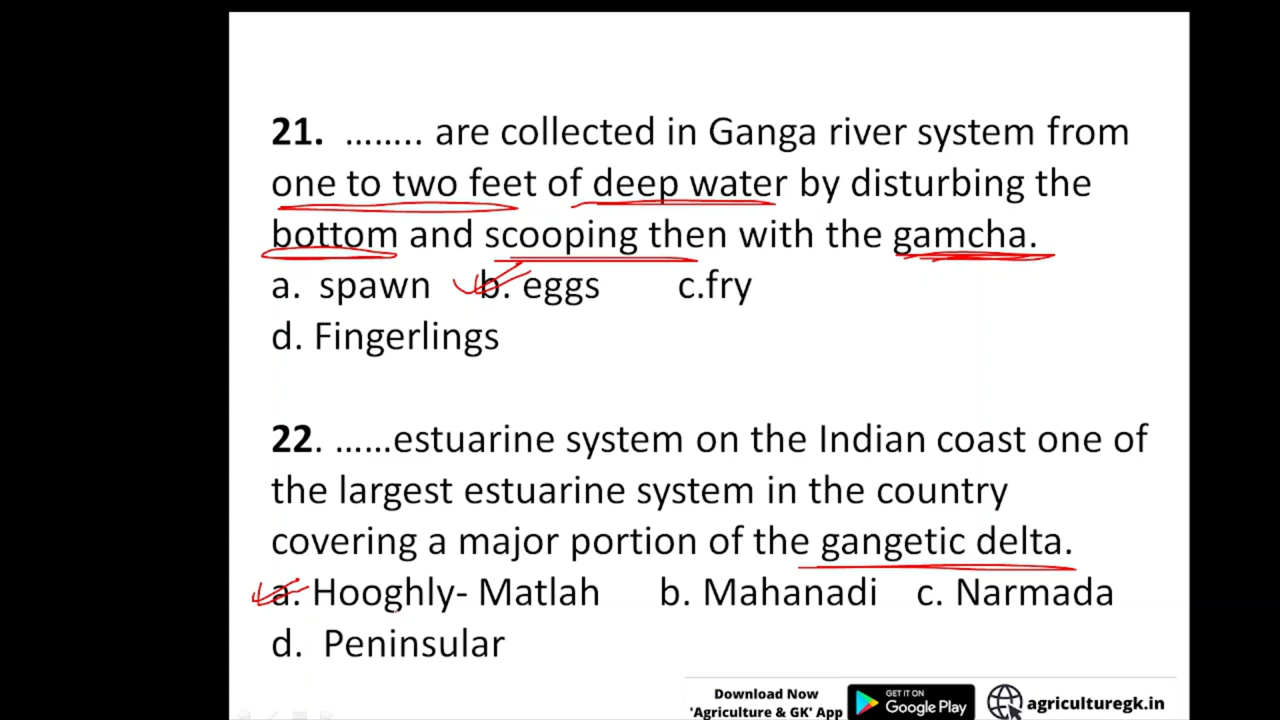 21. ........ are collected in Ganga river system from
one to two feet of deep water by disturbing the
bottom and scooping then with the gamcha.
a. spawn b. eggs c.fry
d. Fingerlings
22. ......estuarine system on the Indian coast one of
the largest estuarine system in the country
covering a major portion of the gangetic delta.
a. Hooghly- Matlah b. Mahanadi c. Narmada
d. Peninsular
Download Now
'Agriculture & GK' App
GET IT ON
Google Play
agriculturegk.in